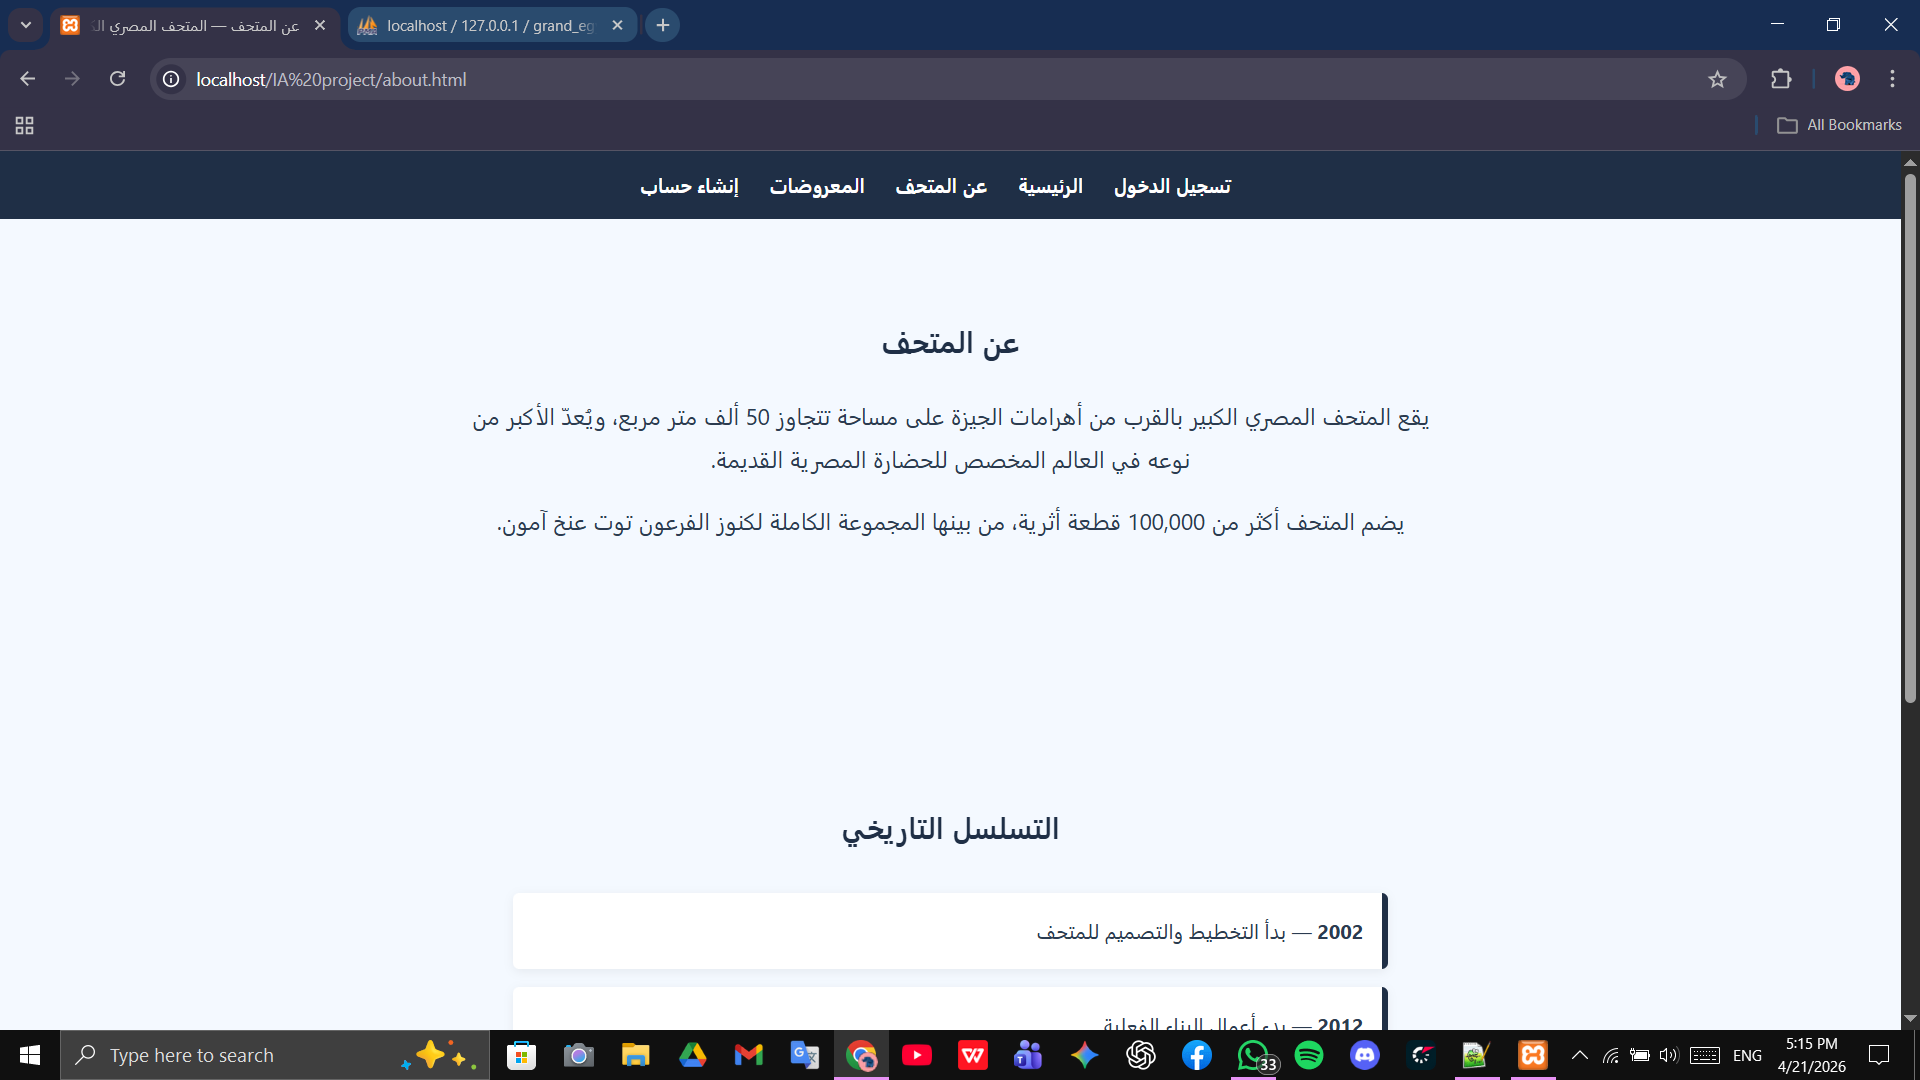 عن المتحف — المتحف المصري
localhost / 127.0.0.1 / grand_eg
localhost/IA%20project/about.html
All Bookmarks
تسجيل الدخول الرئيسية عن المتحف المعروضات إنشاء حساب
عن المتحف
يقع المتحف المصري الكبير بالقرب من أهرامات الجيزة على مساحة تتجاوز 50 ألف متر مربع، ويُعدّ الأكبر من
نوعه في العالم المخصص للحضارة المصرية القديمة.
يضم المتحف أكثر من 100,000 قطعة أثرية، من بينها المجموعة الكاملة لكنوز الفرعون توت عنخ آمون.
التسلسل التاريخي
2002 — بدأ التخطيط والتصميم للمتحف
2012 — بدء أعمال البناء الفعلية
Type here to search
33
ENG
5:15 PM
4/21/2026